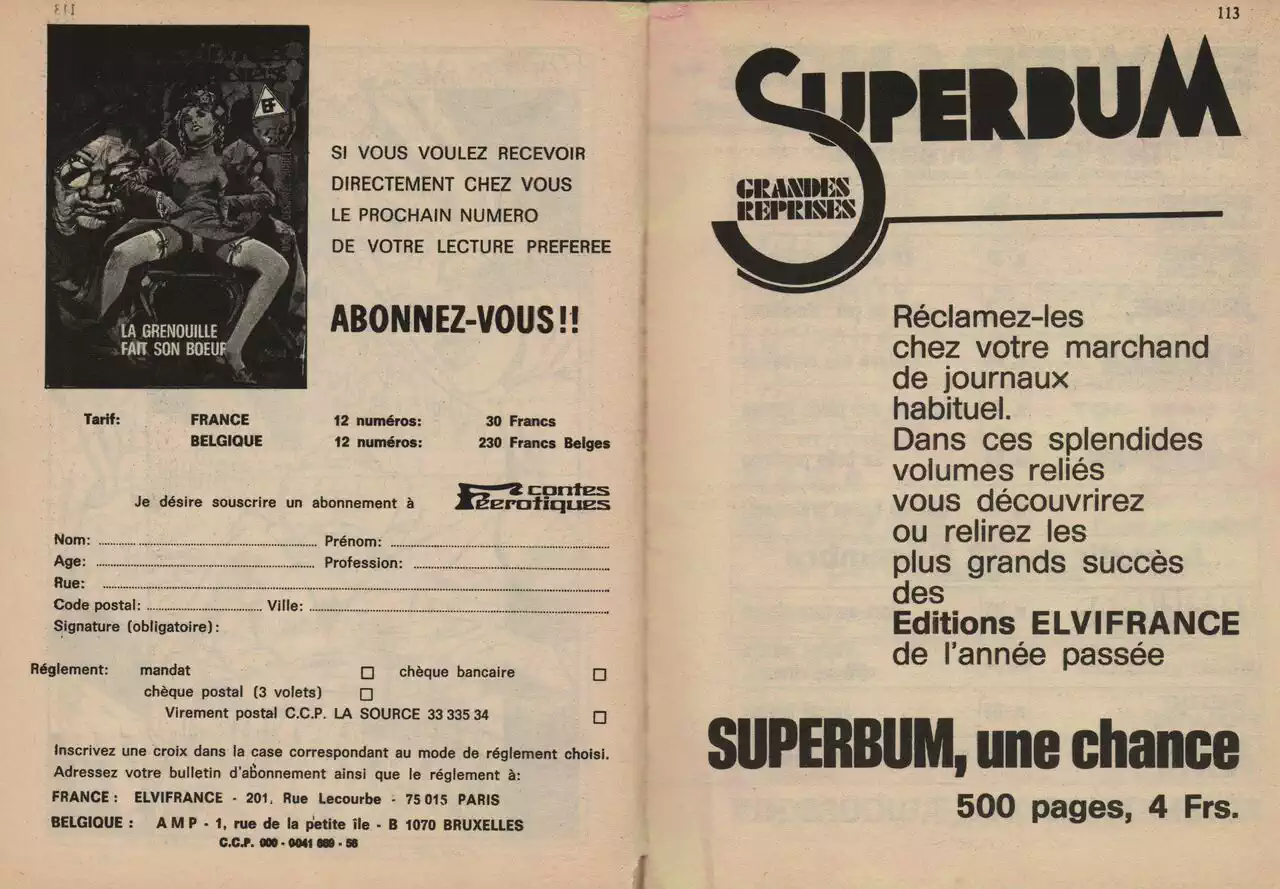 113
LA GRENOUILLE
FAIT SON BOEUF
EF
SI VOUS VOULEZ RECEVOIR
DIRECTEMENT CHEZ VOUS
LE PROCHAIN NUMERO
DE VOTRE LECTURE PREFEREE
ABONNEZ-VOUS!!
Tarif: FRANCE 12 numéros: 30 Francs
BELGIQUE 12 numéros: 230 Francs Belges
Je désire souscrire un abonnement à contes
féerotiques
Nom: Prénom:
Age: Profession:
Rue:
Code postal: Ville:
Signature (obligatoire):
Réglement: mandat □ chèque bancaire □
chèque postal (3 volets) □
Virement postal C.C.P. LA SOURCE 33 335 34 □
Inscrivez une croix dans la case correspondant au mode de réglement choisi.
Adressez votre bulletin d'abonnement ainsi que le réglement à:
FRANCE : ELVIFRANCE - 201, Rue Lecourbe - 75 015 PARIS
BELGIQUE : A M P - 1, rue de la petite île - B 1070 BRUXELLES
C.C.P. 000 - 0041 669 - 56
113
SUPERBUM
GRANDES
REPRISES
Réclamez-les
chez votre marchand
de journaux
habituel.
Dans ces splendides
volumes reliés
vous découvrirez
ou relirez les
plus grands succès
des
Editions ELVIFRANCE
de l'année passée
SUPERBUM, une chance
500 pages, 4 Frs.